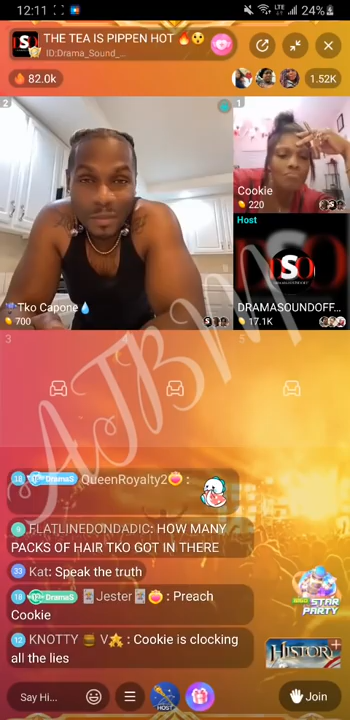 12:11
LTE
24%
THE TEA IS PIPPEN HOT 🔥😲
ID:Drama_Sound_...
82.0k
1.52K
2
1
Cookie
220
Host
SO
DRAMASOUNDOFF...
17.1K
Tko Capone💧
700
3
5
AJBM
18 DramaS QueenRoyalty2 :
9 FLATLINEDONDADIC: HOW MANY
PACKS OF HAIR TKO GOT IN THERE
33 Kat: Speak the truth
18 DramaS 🃏Jester🃏 : Preach
Cookie
12 KNOTTY 🍔 V🌟 : Cookie is clocking
all the lies
STAR
PARTY
HISTORY
Say Hi...
HOST
Join